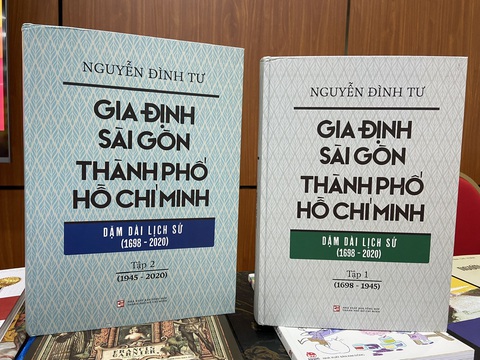 NGUYỄN ĐÌNH TƯ
GIA ĐỊNH
SÀI GÒN
THÀNH PHỐ
HỒ CHÍ MINH
DẶM DÀI LỊCH SỬ
(1698 - 2020)
Tập 2
(1945 - 2020)
NGUYỄN ĐÌNH TƯ
GIA ĐỊNH
SÀI GÒN
THÀNH PHỐ
HỒ CHÍ MINH
DẶM DÀI LỊCH SỬ
(1698 - 2020)
Tập 1
(1698 - 1945)